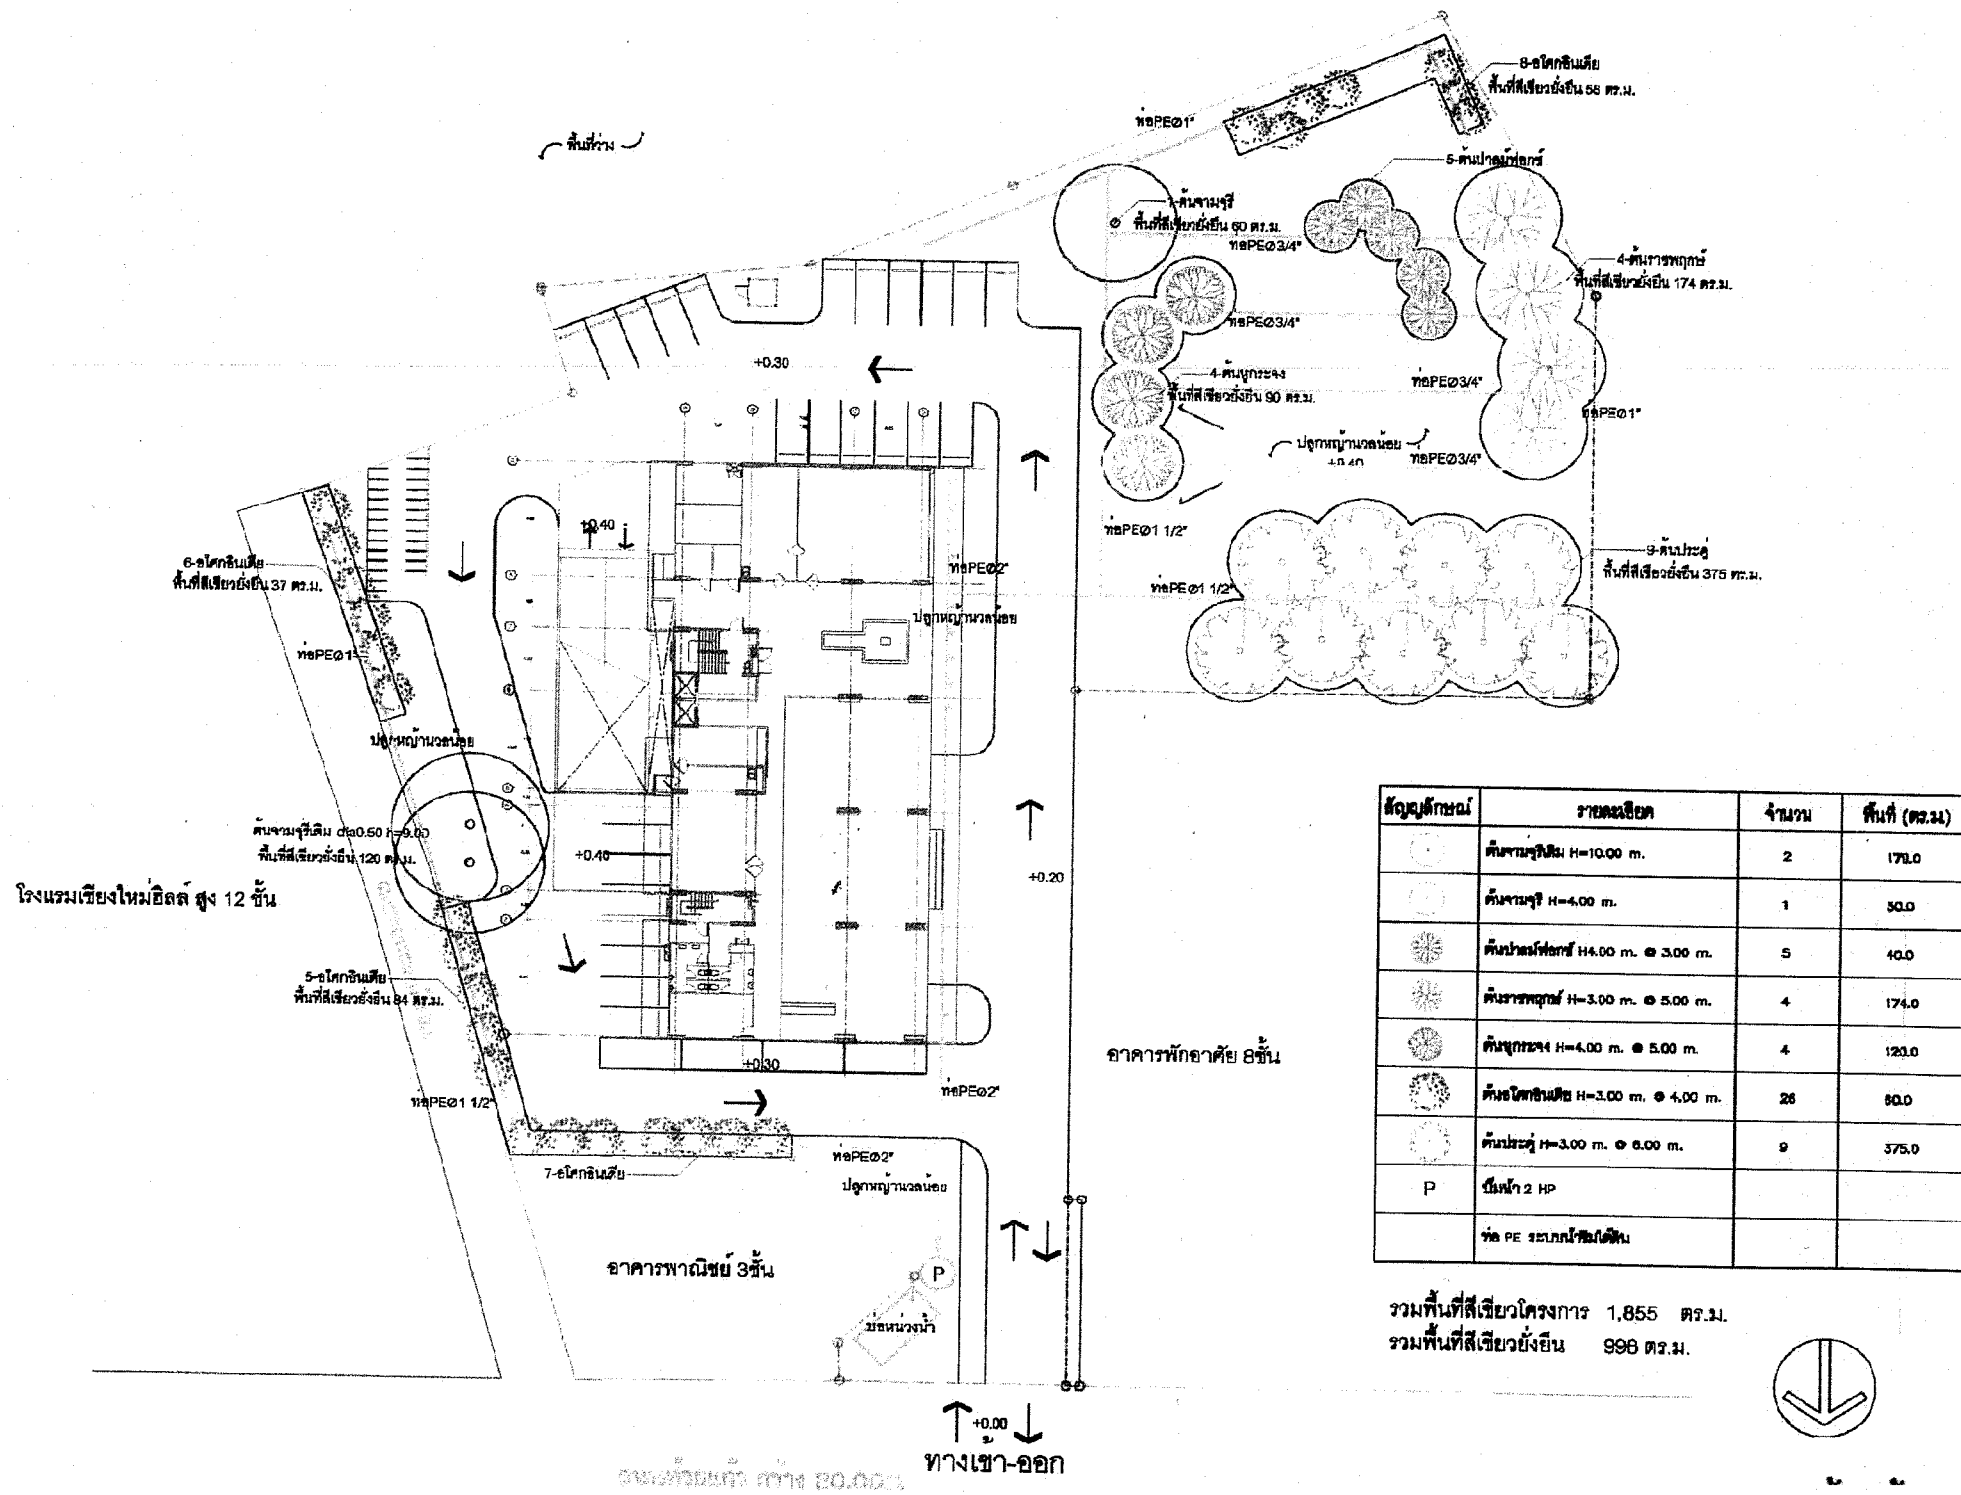 8-อโศกอินเดีย
พื้นที่สีเขียวยั่งยืน 56 ตร.ม.
ท่อPEØ1"
พื้นที่ว่าง
5-ต้นปาล์มฟอกซ์
1-ต้นจามจุรี
พื้นที่สีเขียวยั่งยืน 60 ตร.ม.
ท่อPEØ3/4"
4-ต้นราชพฤกษ์
พื้นที่สีเขียวยั่งยืน 174 ตร.ม.
ท่อPEØ3/4"
+0.30
4-ต้นหูกระจง
พื้นที่สีเขียวยั่งยืน 90 ตร.ม.
ท่อPEØ3/4"
ท่อPEØ1"
ปลูกหญ้านวลน้อย
+0.40
ท่อPEØ3/4"
+0.40
ท่อPEØ1 1/2"
6-อโศกอินเดีย
พื้นที่สีเขียวยั่งยืน 37 ตร.ม.
ท่อPEØ2"
ท่อPEØ1 1/2"
9-ต้นประดู่
พื้นที่สีเขียวยั่งยืน 375 ตร.ม.
ปลูกหญ้านวลน้อย
ท่อPEØ1"
ปลูกหญ้านวลน้อย
ต้นจามจุรีเดิม dia0.50 h=9.00
พื้นที่สีเขียวยั่งยืน 120 ตร.ม.
+0.40
+0.20
โรงแรมเชียงใหม่ฮิลล์ สูง 12 ชั้น
5-อโศกอินเดีย
พื้นที่สีเขียวยั่งยืน 84 ตร.ม.
อาคารพักอาศัย 8ชั้น
+0.30
ท่อPEØ1 1/2"
ท่อPEØ2"
7-อโศกอินเดีย
ท่อPEØ2"
ปลูกหญ้านวลน้อย
อาคารพาณิชย์ 3ชั้น
P
บ่อหน่วงน้ำ
+0.00
ทางเข้า-ออก
สัญญลักษณ์ รายละเอียด จำนวน พื้นที่ (ตร.ม.)
ต้นจามจุรีเดิม H=10.00 m. 2 170.0
ต้นจามจุรี H=4.00 m. 1 50.0
ต้นปาล์มฟอกซ์ H4.00 m. @ 3.00 m. 5 40.0
ต้นราชพฤกษ์ H=3.00 m. @ 5.00 m. 4 174.0
ต้นหูกระจง H=4.00 m. @ 5.00 m. 4 120.0
ต้นอโศกอินเดีย H=3.00 m. @ 4.00 m. 26 60.0
ต้นประดู่ H=3.00 m. @ 6.00 m. 9 375.0
P ปั๊มน้ำ 2 HP
ท่อ PE ระบบน้ำซึมใต้ดิน
รวมพื้นที่สีเขียวโครงการ 1,855 ตร.ม.
รวมพื้นที่สีเขียวยั่งยืน 996 ตร.ม.